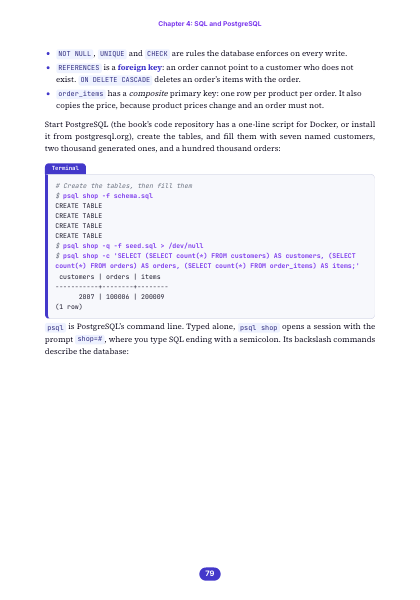 Chapter 4: SQL and PostgreSQL
• NOT NULL, UNIQUE and CHECK are rules the database enforces on every write.
• REFERENCES is a foreign key: an order cannot point to a customer who does not
exist. ON DELETE CASCADE deletes an order's items with the order.
• order_items has a composite primary key: one row per product per order. It also
copies the price, because product prices change and an order must not.
Start PostgreSQL (the book's code repository has a one-line script for Docker, or install
it from postgresql.org), create the tables, and fill them with seven named customers,
two thousand generated ones, and a hundred thousand orders:
Terminal
# Create the tables, then fill them
$ psql shop -f schema.sql
CREATE TABLE
CREATE TABLE
CREATE TABLE
CREATE TABLE
$ psql shop -q -f seed.sql > /dev/null
$ psql shop -c 'SELECT (SELECT count(*) FROM customers) AS customers, (SELECT
count(*) FROM orders) AS orders, (SELECT count(*) FROM order_items) AS items;'
customers | orders | items
-----------+--------+--------
2007 | 100006 | 200009
(1 row)
psql is PostgreSQL's command line. Typed alone, psql shop opens a session with the
prompt shop=#, where you type SQL ending with a semicolon. Its backslash commands
describe the database:
79